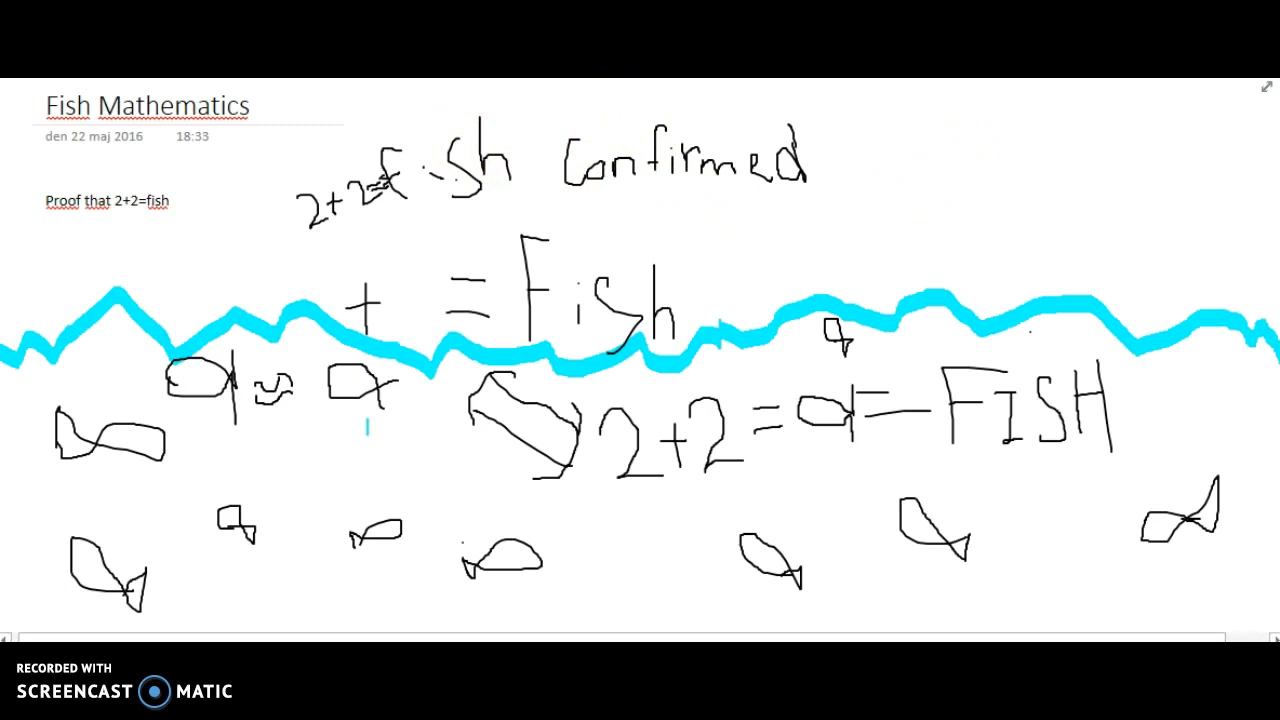 Fish Mathematics
den 22 maj 2016 18:33
2+2=fish Confirmed
Proof that 2+2=fish
+ =Fish
2+2= = FISH
RECORDED WITH
SCREENCAST MATIC